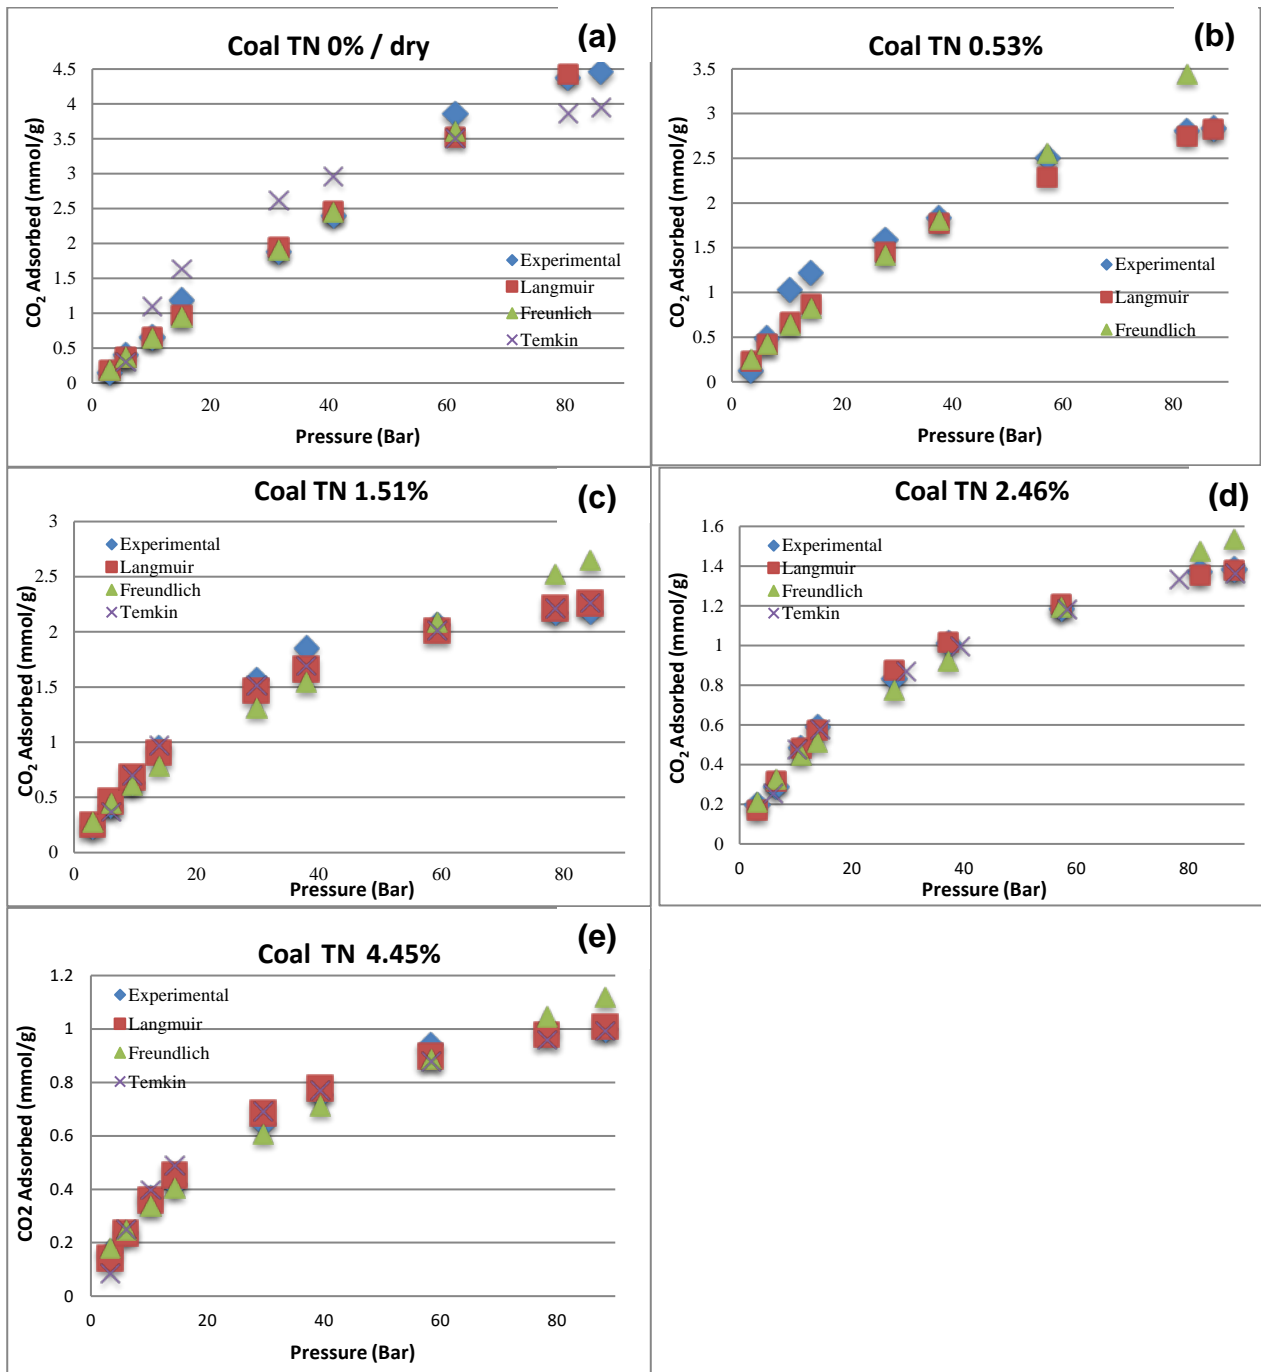 Coal TN 0% / dry
(a)
CO2 Adsorbed (mmol/g)
4.5
4
3.5
3
2.5
2
1.5
1
0.5
0
0 20 40 60 80
Pressure (Bar)
Experimental
Langmuir
Freunlich
Temkin
Coal TN 0.53%
(b)
CO2 Adsorbed (mmol/g)
3.5
3
2.5
2
1.5
1
0.5
0
0 20 40 60 80
Pressure (Bar)
Experimental
Langmuir
Freundlich
Coal TN 1.51%
(c)
CO2 Adsorbed (mmol/g)
3
2.5
2
1.5
1
0.5
0
0 20 40 60 80
Pressure (Bar)
Experimental
Langmuir
Freundlich
Temkin
Coal TN 2.46%
(d)
CO2 Adsorbed (mmol/g)
1.6
1.4
1.2
1
0.8
0.6
0.4
0.2
0
0 20 40 60 80
Pressure (Bar)
Experimental
Langmuir
Freundlich
Temkin
Coal TN 4.45%
(e)
CO2 Adsorbed (mmol/g)
1.2
1
0.8
0.6
0.4
0.2
0
0 20 40 60 80
Pressure (Bar)
Experimental
Langmuir
Freundlich
Temkin